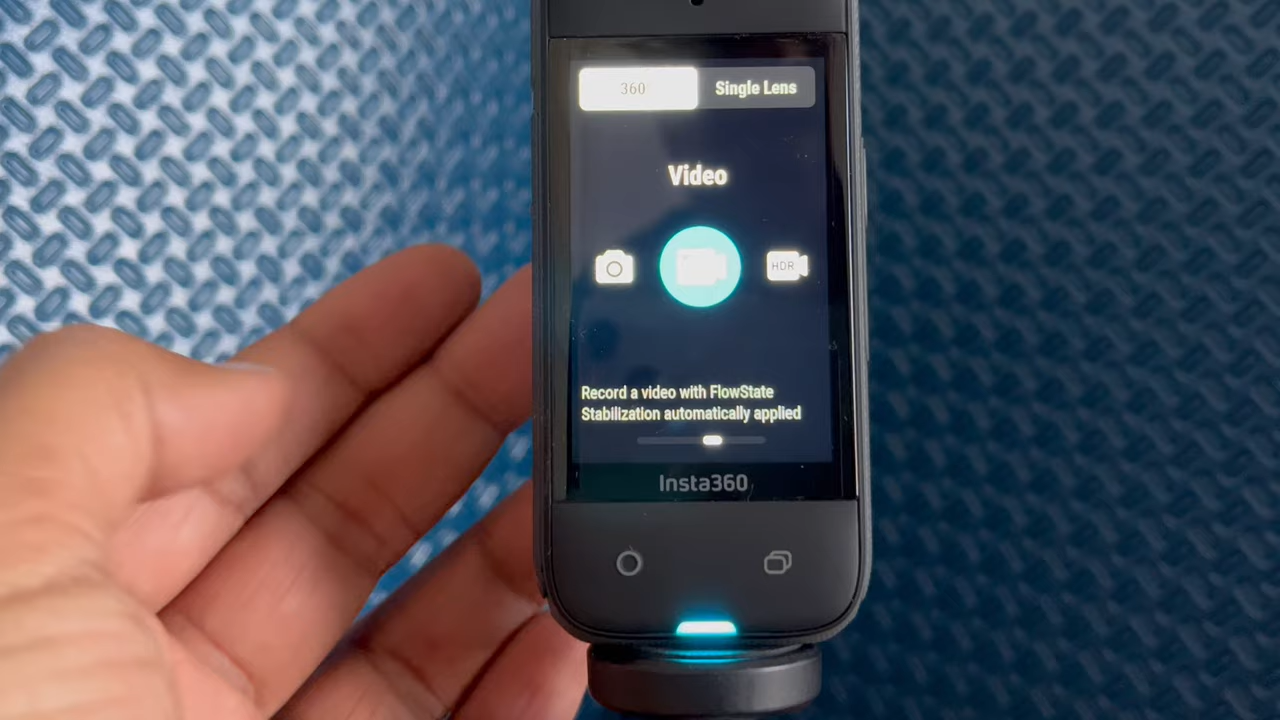 360
Single Lens
Video
HDR
Record a video with FlowState
Stabilization automatically applied
Insta360